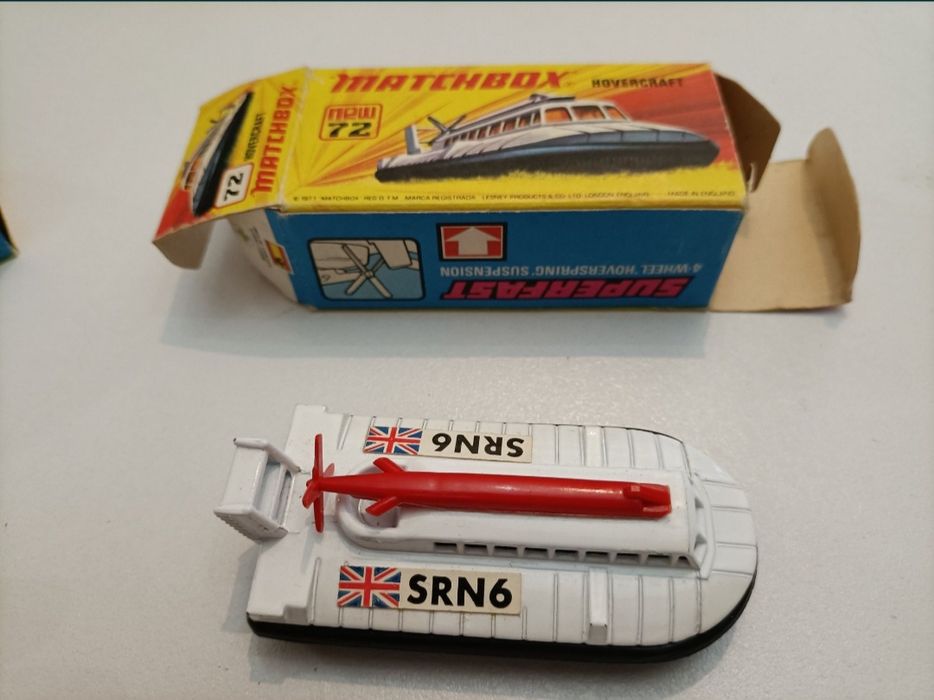 MATCHBOX
HOVERCRAFT
new
72
© 1971 MATCHBOX REG'D T M MARCA REGISTRADA LESNEY PRODUCTS & CO LTD LONDON ENGLAND MADE IN ENGLAND
MATCHBOX
HOVERCRAFT
72
SUPERFAST
4-WHEEL 'HOVERSPRING' SUSPENSION
SRN6
SRN6